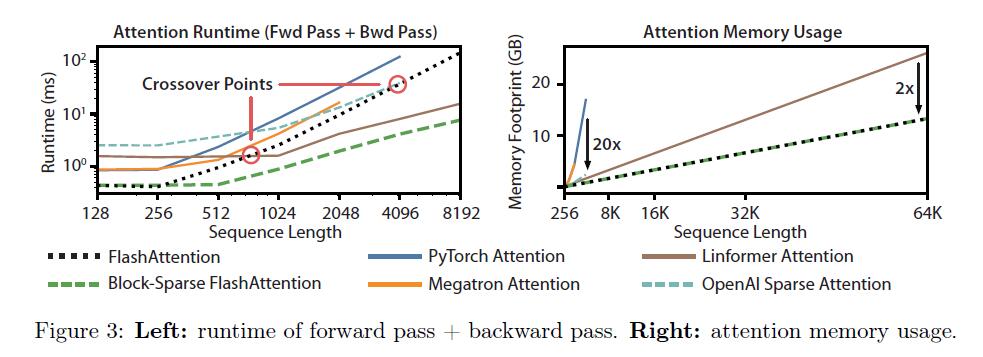 Attention Runtime (Fwd Pass + Bwd Pass)
Runtime (ms)
10²
10¹
10⁰
Crossover Points
128 256 512 1024 2048 4096 8192
Sequence Length
Attention Memory Usage
Memory Footprint (GB)
20
10
20x
2x
256 8K 16K 32K 64K
Sequence Length
FlashAttention
Block-Sparse FlashAttention
PyTorch Attention
Megatron Attention
Linformer Attention
OpenAI Sparse Attention
Figure 3: Left: runtime of forward pass + backward pass. Right: attention memory usage.